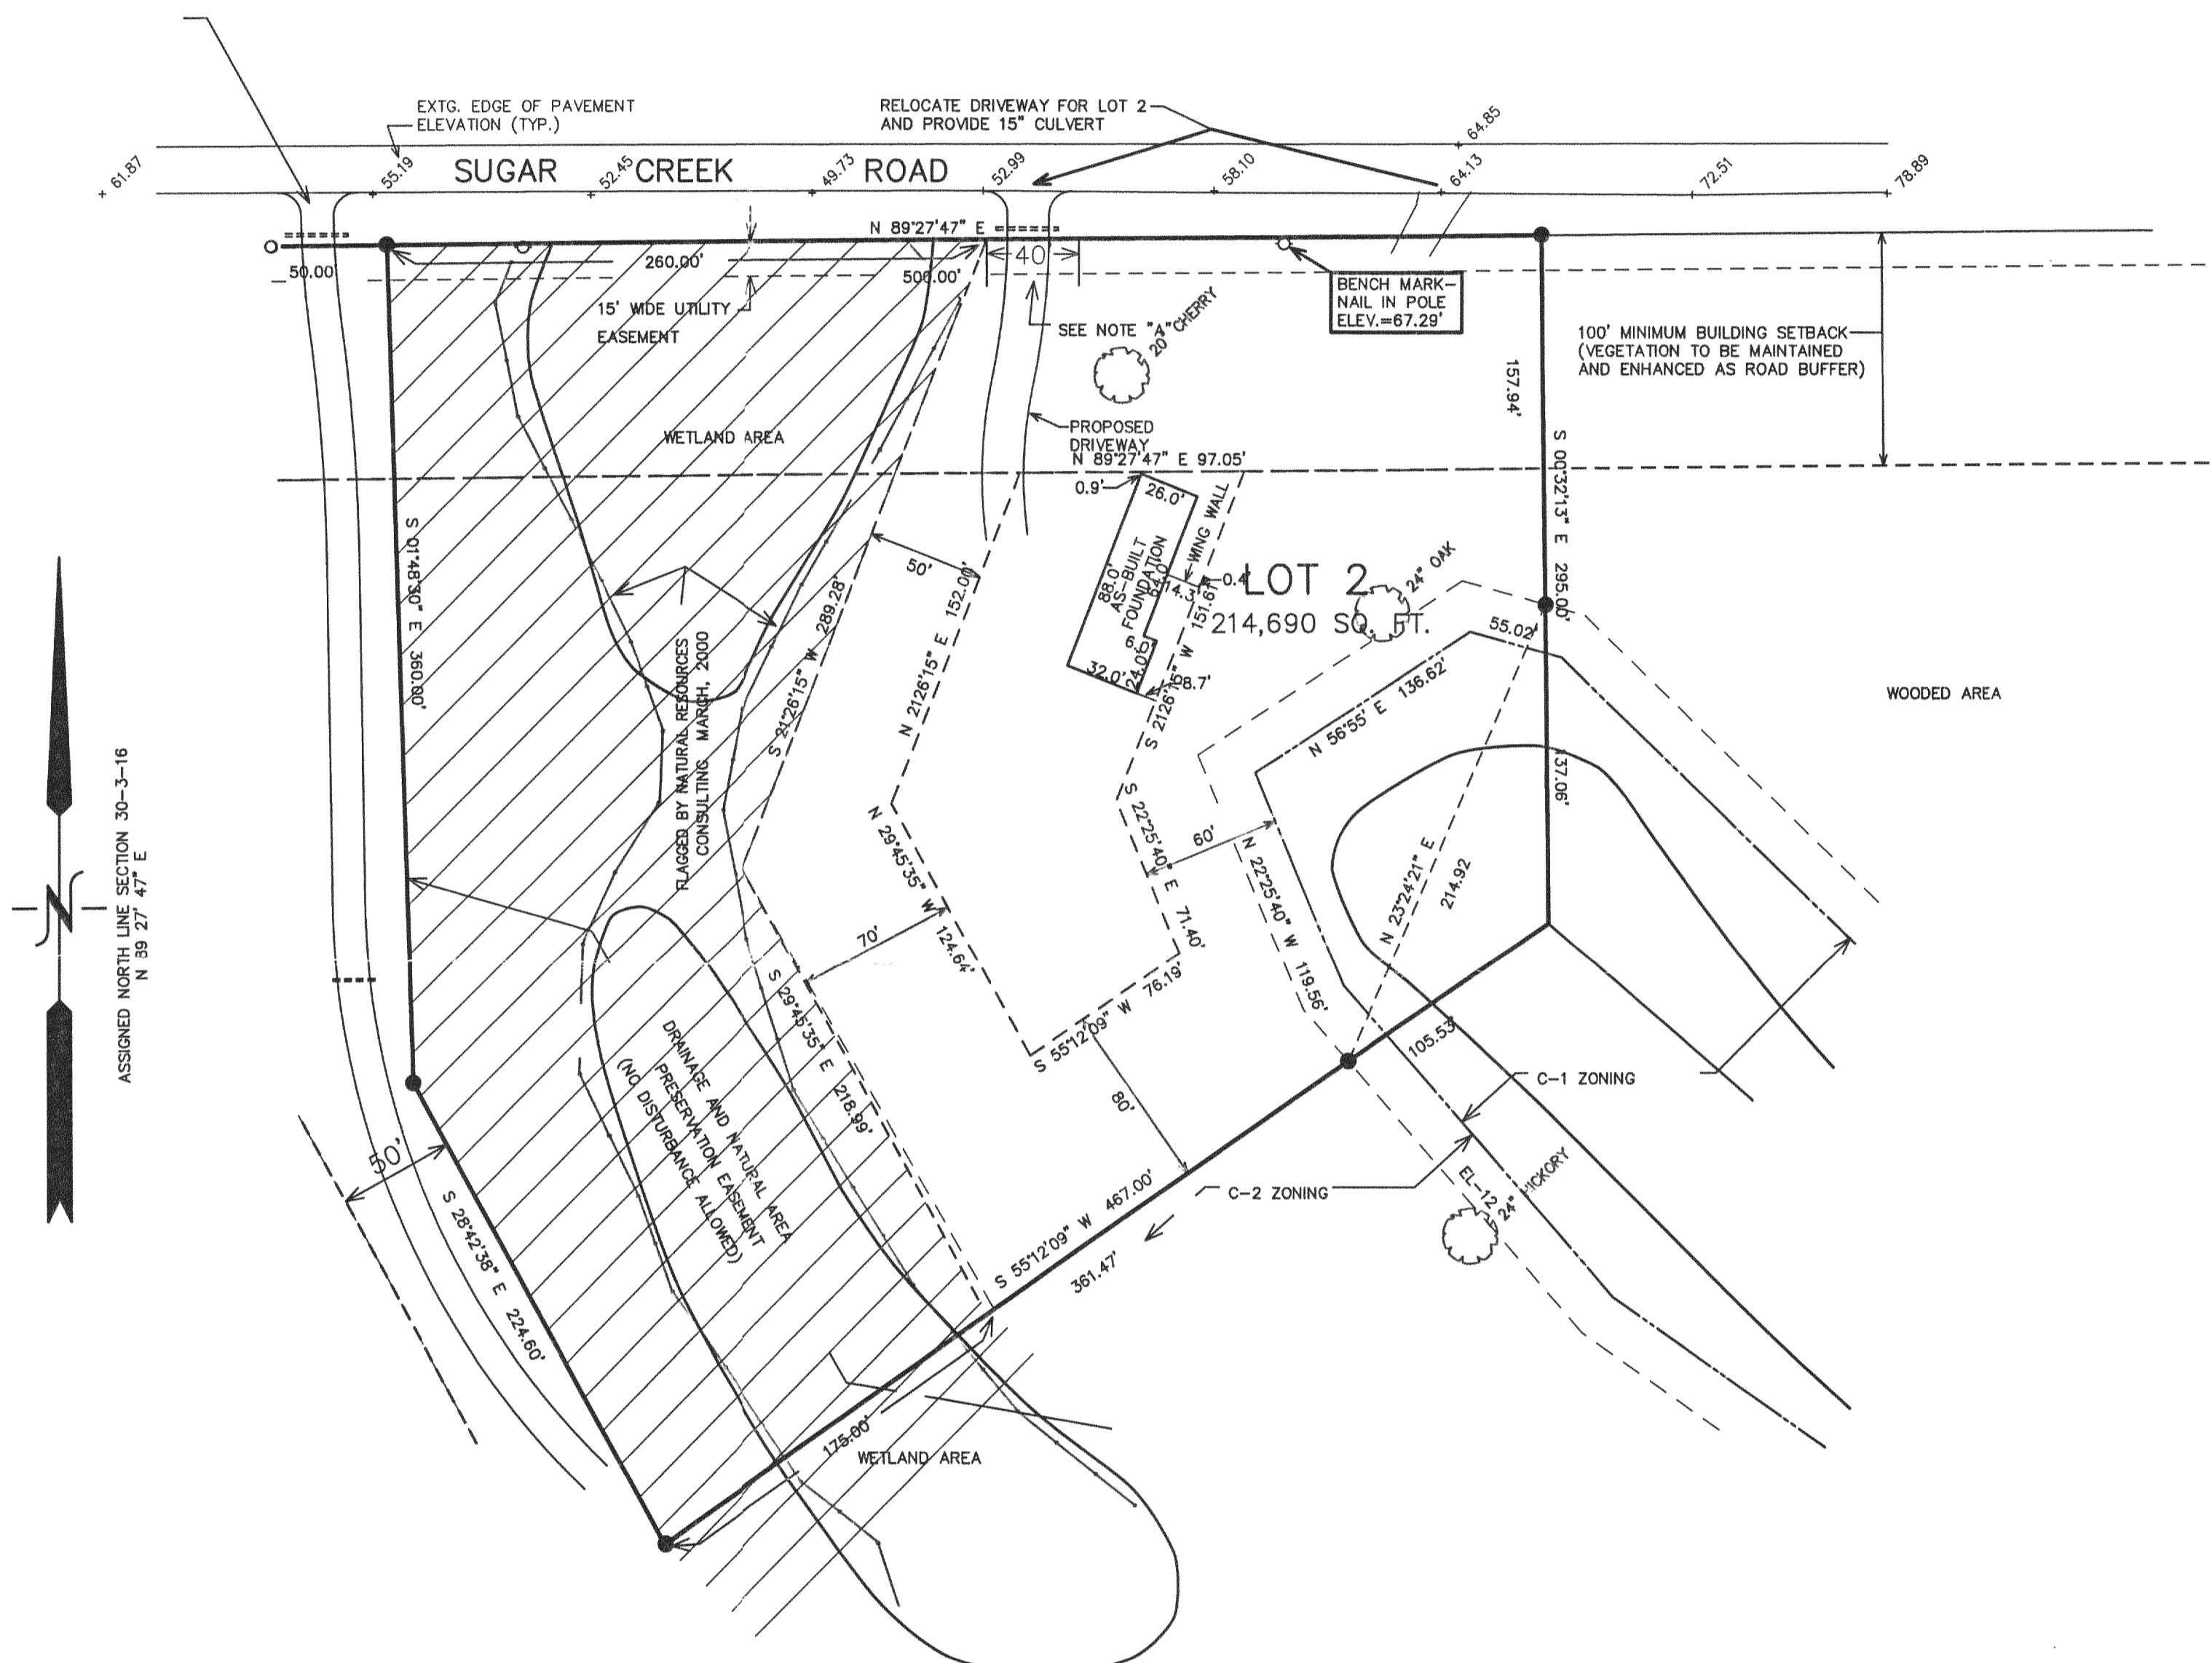 EXTG. EDGE OF PAVEMENT
ELEVATION (TYP.)
RELOCATE DRIVEWAY FOR LOT 2
AND PROVIDE 15" CULVERT
61.87
55.19
SUGAR CREEK ROAD
52.45
49.73
52.99
58.10
64.85
64.13
72.51
78.89
N 89°27'47" E
50.00'
260.00'
500.00'
40
15' WIDE UTILITY
EASEMENT
SEE NOTE "A"
20" CHERRY
BENCH MARK–
NAIL IN POLE
ELEV.=67.29'
100' MINIMUM BUILDING SETBACK
(VEGETATION TO BE MAINTAINED
AND ENHANCED AS ROAD BUFFER)
157.94'
S 00°32'13" E 295.00'
137.06'
WETLAND AREA
PROPOSED
DRIVEWAY
N 89°27'47" E 97.05'
0.9'
26.0'
WING WALL
88.0'
AS-BUILT
FOUNDATION
64.0'
14.3'
0.4'
6.0'
24.0'
32.0'
8.7'
S 21°26'15" W 151.61'
LOT 2
214,690 SQ. FT.
24" OAK
55.02'
N 56°55' E 136.62'
WOODED AREA
S 01°48'30" E 360.00'
50'
S 21°26'15" W 289.28'
N 21°26'15" E 152.00'
FLAGGED BY NATURAL RESOURCES
CONSULTING MARCH, 2000
ASSIGNED NORTH LINE SECTION 30-3-16
N 89 27' 47" E
N
N 29°45'35" W 124.64'
70'
S 22°25'40" E 71.40'
60'
N 22°25'40" W 119.56'
N 23°24'21" E
214.92
S 55°12'09" W 76.19'
S 29°45'35" E 218.99'
DRAINAGE AND NATURAL AREA
PRESERVATION EASEMENT
(NO DISTURBANCE ALLOWED)
80'
105.53'
C-1 ZONING
C-2 ZONING
EL-12
24" HICKORY
50'
S 28°42'38" E 224.60'
S 55°12'09" W 467.00'
361.47'
175.00'
WETLAND AREA